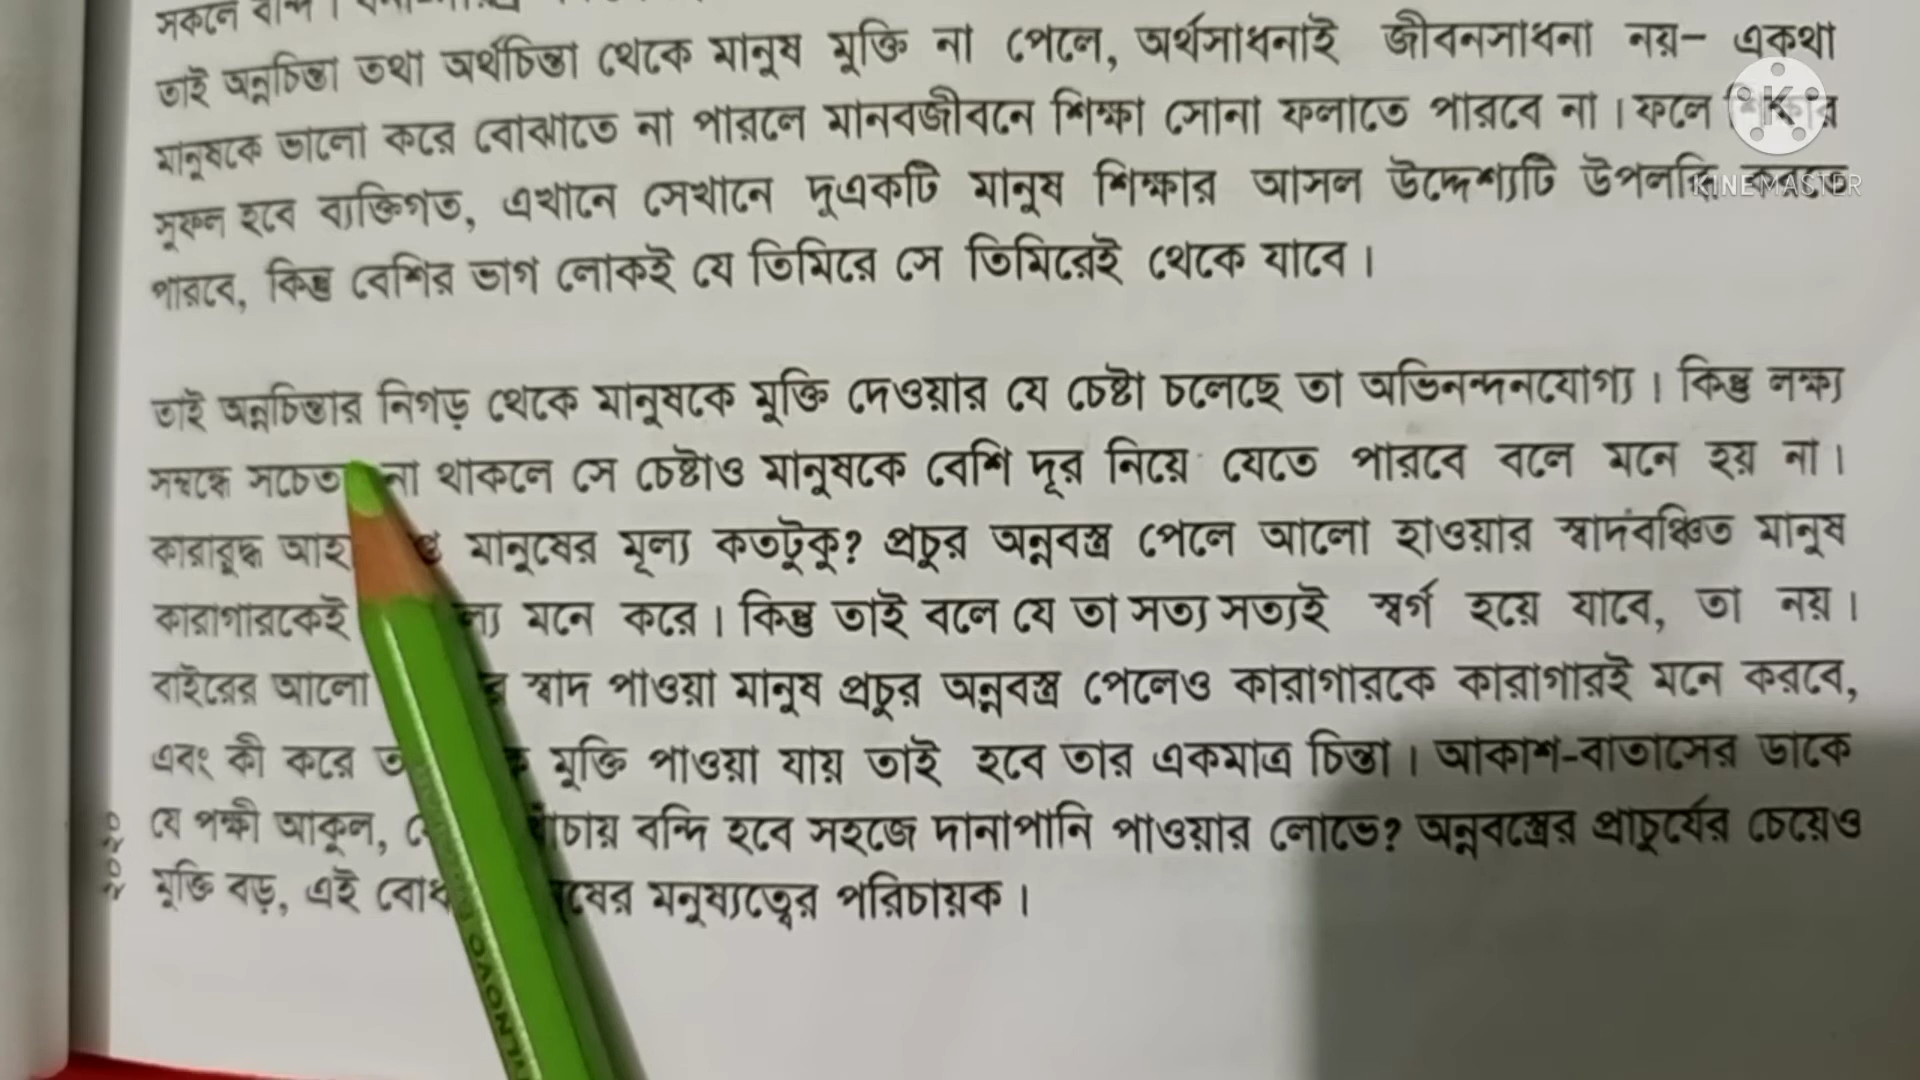 সকলে বন্দি।
তাই অন্নচিন্তা তথা অর্থচিন্তা থেকে মানুষ মুক্তি না পেলে, অর্থসাধনাই জীবনসাধনা নয়– একথা
মানুষকে ভালো করে বোঝাতে না পারলে মানবজীবনে শিক্ষা সোনা ফলাতে পারবে না। ফলে
সুফল হবে ব্যক্তিগত, এখানে সেখানে দুএকটি মানুষ শিক্ষার আসল উদ্দেশ্যটি
পারবে, কিন্তু বেশির ভাগ লোকই যে তিমিরে সে তিমিরেই থেকে যাবে।
তাই অন্নচিন্তার নিগড় থেকে মানুষকে মুক্তি দেওয়ার যে চেষ্টা চলেছে তা অভিনন্দনযোগ্য। কিন্তু লক্ষ্য
সম্বন্ধে না থাকলে সে চেষ্টাও মানুষকে বেশি দূর নিয়ে যেতে পারবে বলে মনে হয় না।
কারারুদ্ধ মানুষের মূল্য কতটুকু? প্রচুর অন্নবস্ত্র পেলে আলো হাওয়ার স্বাদবঞ্চিত মানুষ
কারাগারকেই মনে করে। কিন্তু তাই বলে যে তা সত্য সত্যই স্বর্গ হয়ে যাবে, তা নয়।
বাইরের আলো স্বাদ পাওয়া মানুষ প্রচুর অন্নবস্ত্র পেলেও কারাগারকে কারাগারই মনে করবে,
এবং কী করে মুক্তি পাওয়া যায় তাই হবে তার একমাত্র চিন্তা। আকাশ-বাতাসের ডাকে
যে পক্ষী আকুল, বন্দি হবে সহজে দানাপানি পাওয়ার লোভে? অন্নবস্ত্রের প্রাচুর্যের চেয়েও
মুক্তি বড়, এই মনুষ্যত্বের পরিচায়ক।
২০২০
KINEMASTER